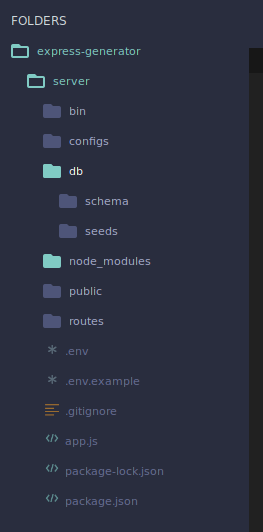 FOLDERS
express-generator
server
bin
configs
db
schema
seeds
node_modules
public
routes
.env
.env.example
.gitignore
app.js
package-lock.json
package.json